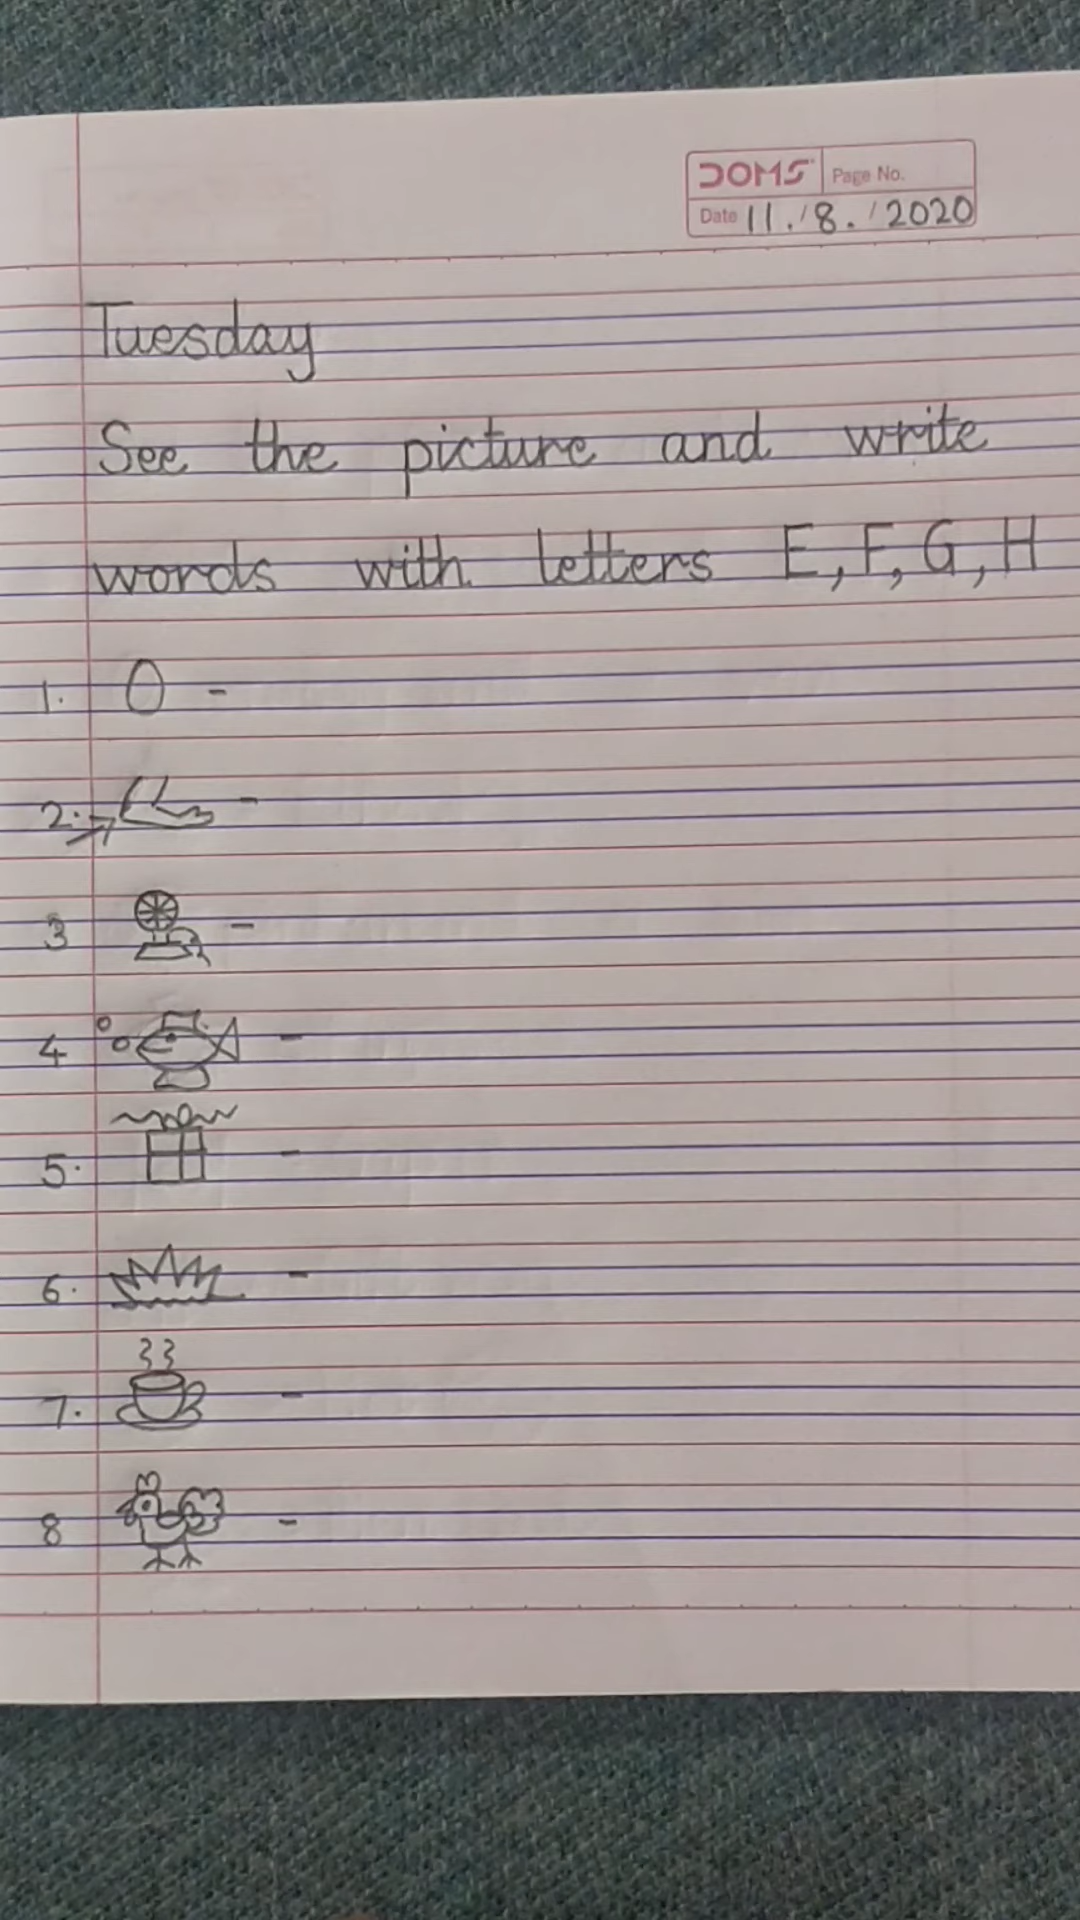 DOMS Page No.
Date 11./8./2020
Tuesday
See the picture and write
words with letters E, F, G, H
1. -
2. -
3 -
4 -
5. -
6. -
7. -
8 -